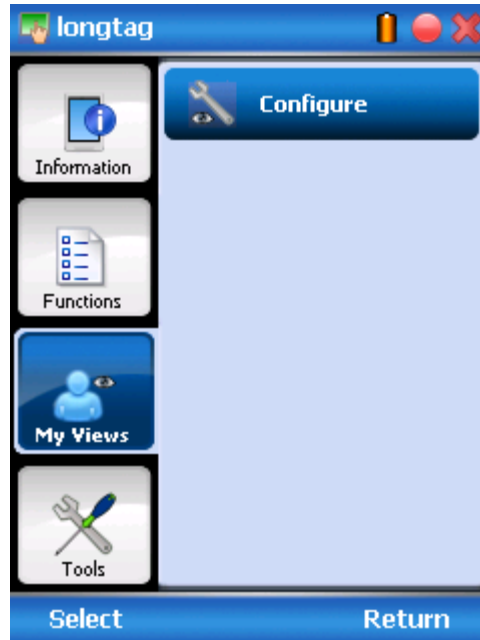 longtag
Configure
Information
Functions
My Views
Tools
Select Return